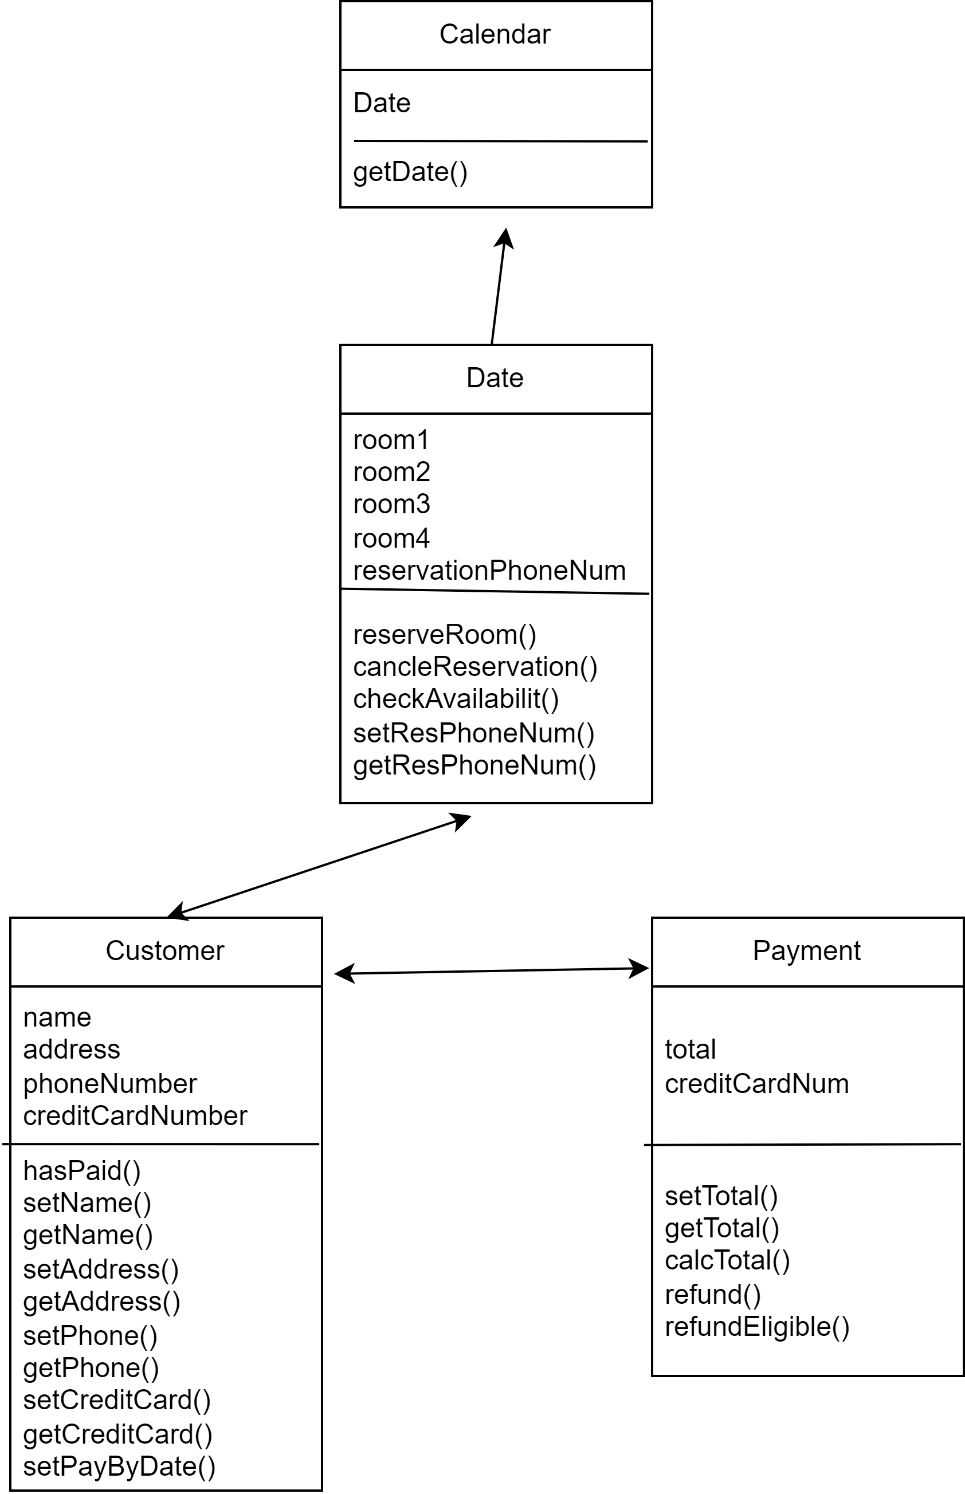 Calendar
Date
getDate()
Date
room1
room2
room3
room4
reservationPhoneNum
reserveRoom()
cancleReservation()
checkAvailabilit()
setResPhoneNum()
getResPhoneNum()
Customer
name
address
phoneNumber
creditCardNumber
hasPaid()
setName()
getName()
setAddress()
getAddress()
setPhone()
getPhone()
setCreditCard()
getCreditCard()
setPayByDate()
Payment
total
creditCardNum
setTotal()
getTotal()
calcTotal()
refund()
refundEligible()